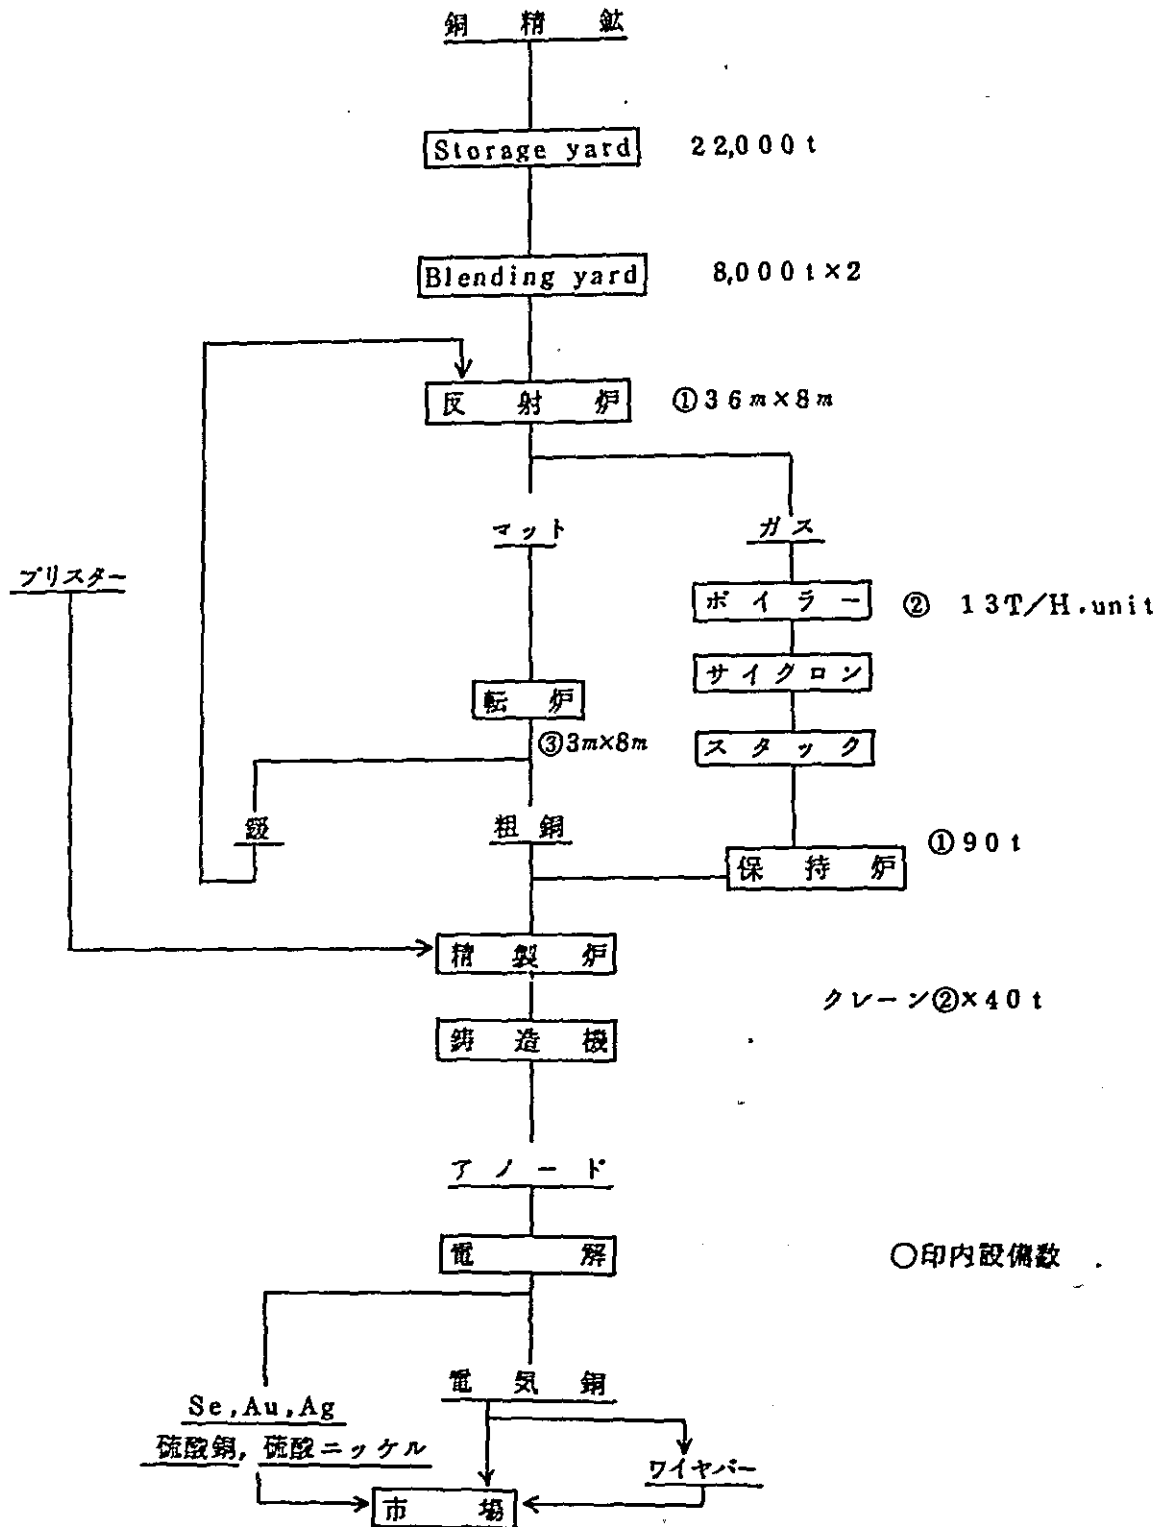 銅精鉱
Storage yard 22,000t
Blending yard 8,000t×2
反射炉 ①36m×8m
マット
ガス
ブリスター
ボイラー ② 13T/H.unit
サイクロン
転炉
③3m×8m
スタック
鍰
粗銅
①90t
保持炉
精製炉
クレーン②×40t
鋳造機
アノード
電解
○印内設備数
電気銅
Se,Au,Ag
硫酸銅,硫酸ニッケル
ワイヤバー
市場